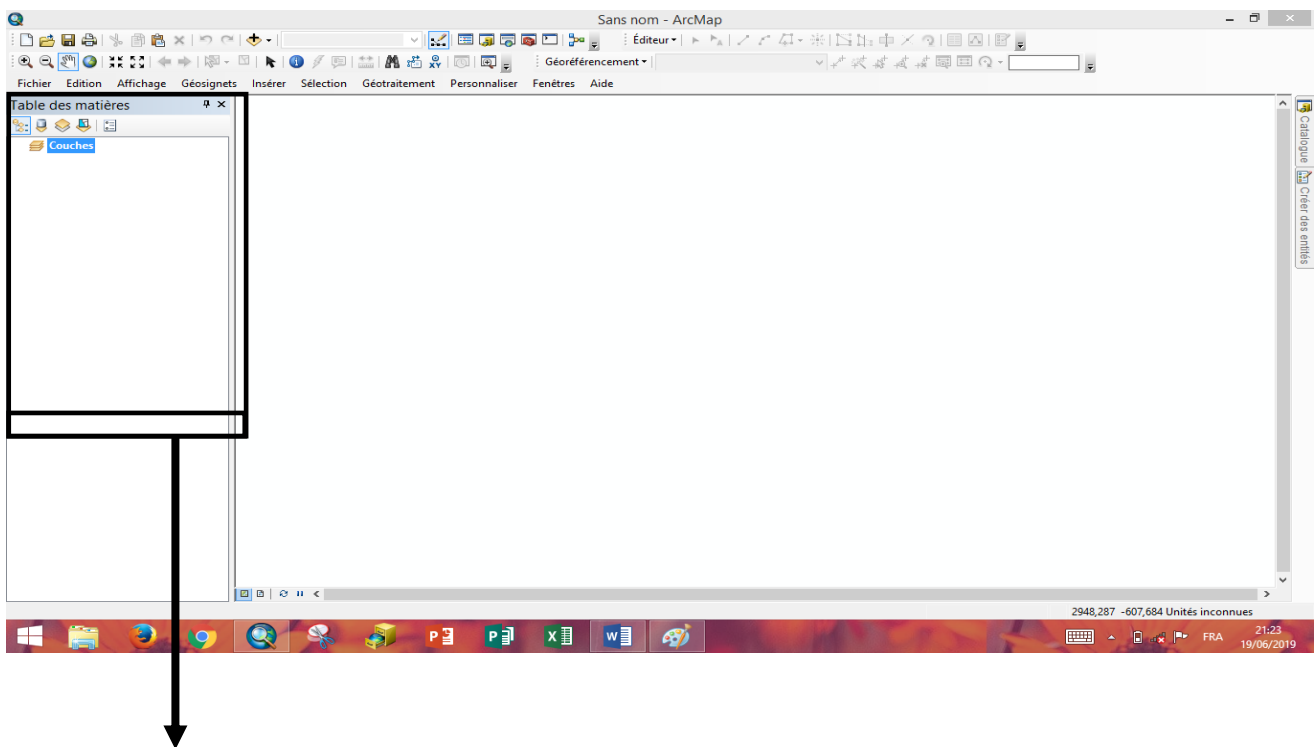 Sans nom - ArcMap
Éditeur
Géoréférencement
Fichier Edition Affichage Géosignets Insérer Sélection Géotraitement Personnaliser Fenêtres Aide
Table des matières
Couches
Catalogue
Créer des entités
2948,287 -607,684 Unités inconnues
FRA
21:23
19/06/2019